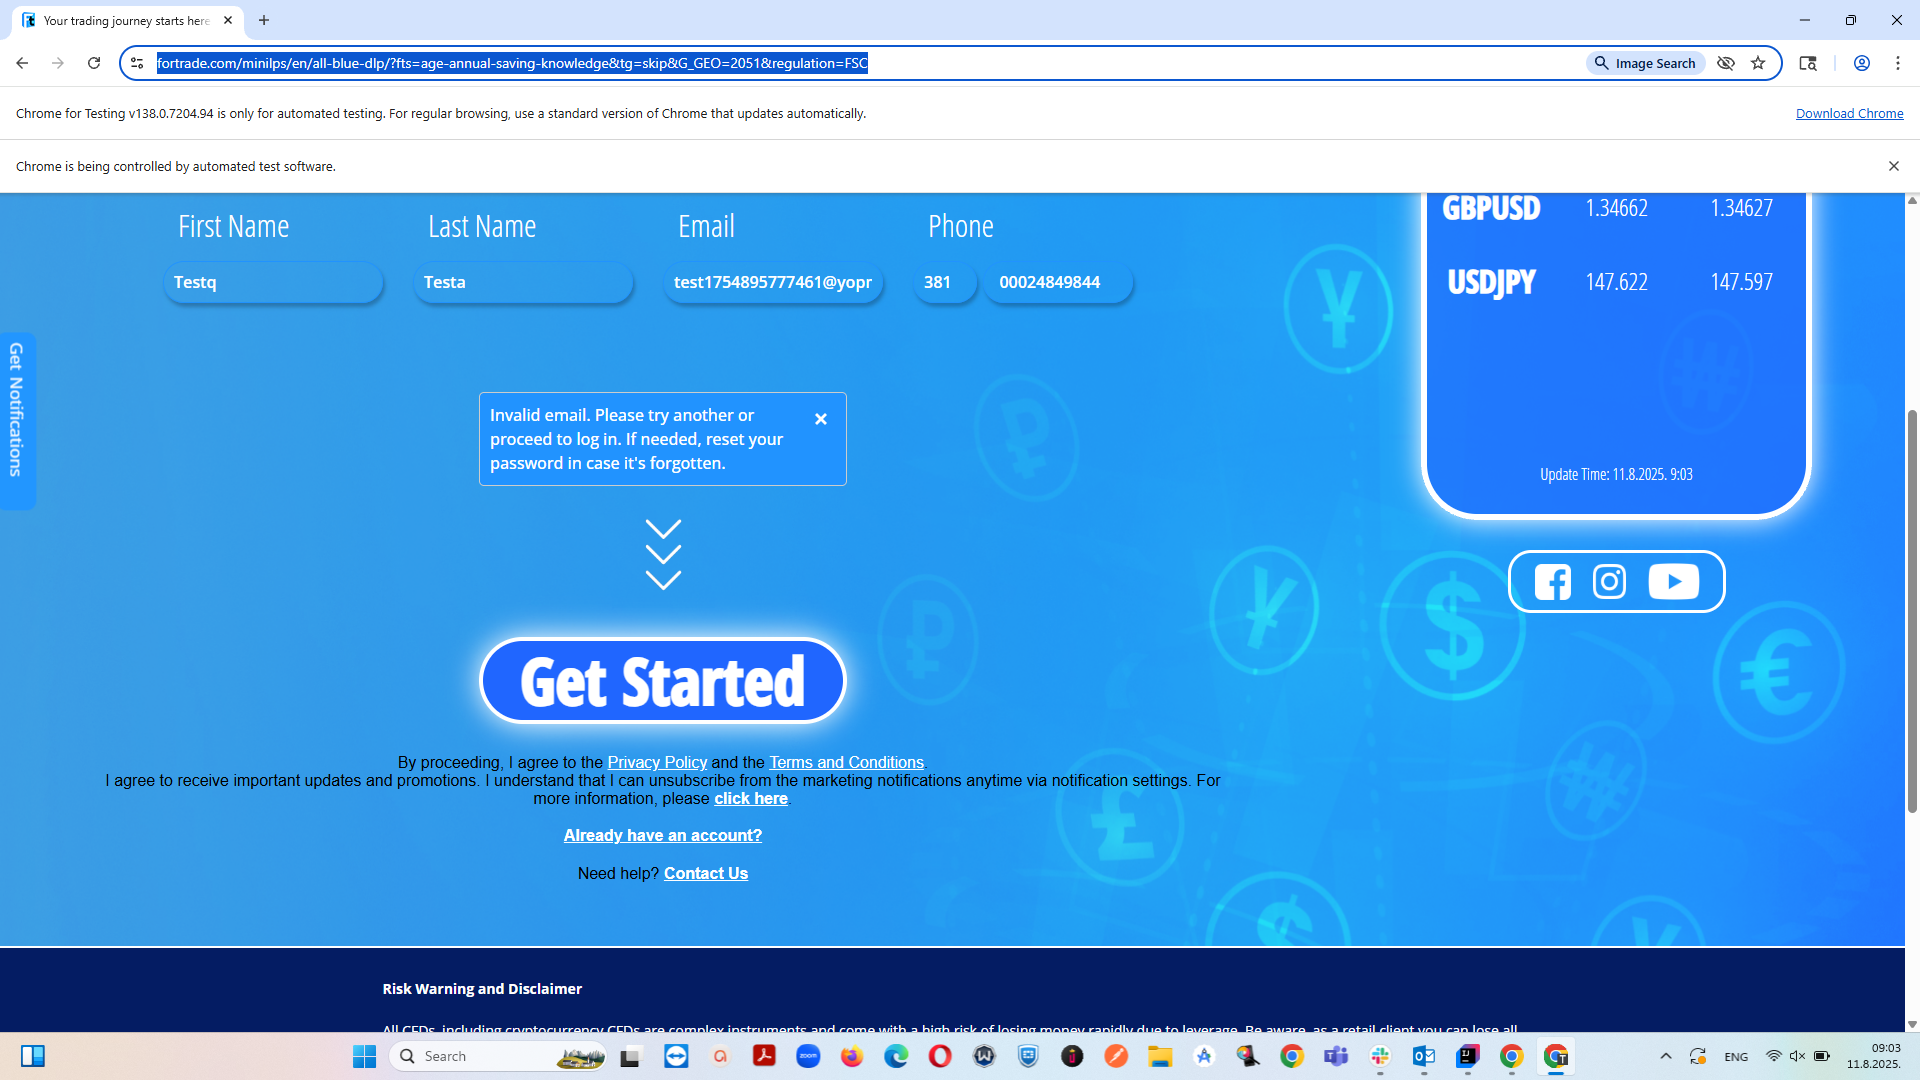 Your trading journey starts here
fortrade.com/minilps/en/all-blue-dlp/?fts=age-annual-saving-knowledge&tg=skip&G_GEO=2051&regulation=FSC
Image Search
Chrome for Testing v138.0.7204.94 is only for automated testing. For regular browsing, use a standard version of Chrome that updates automatically.
Download Chrome
Chrome is being controlled by automated test software.
First Name
Last Name
Email
Phone
Testq
Testa
test1754895777461@yopr
381
00024849844
GBPUSD 1.34662 1.34627
USDJPY 147.622 147.597
Update Time: 11.8.2025. 9:03
Get Notifications
Invalid email. Please try another or
proceed to log in. If needed, reset your
password in case it's forgotten.
Get Started
By proceeding, I agree to the Privacy Policy and the Terms and Conditions.
I agree to receive important updates and promotions. I understand that I can unsubscribe from the marketing notifications anytime via notification settings. For
more information, please click here.
Already have an account?
Need help? Contact Us
Risk Warning and Disclaimer
All CFDs, including cryptocurrency CFDs are complex instruments and come with a high risk of losing money rapidly due to leverage. Be aware, as a retail client you can lose all
Search
zoom
ENG
09:03
11.8.2025.